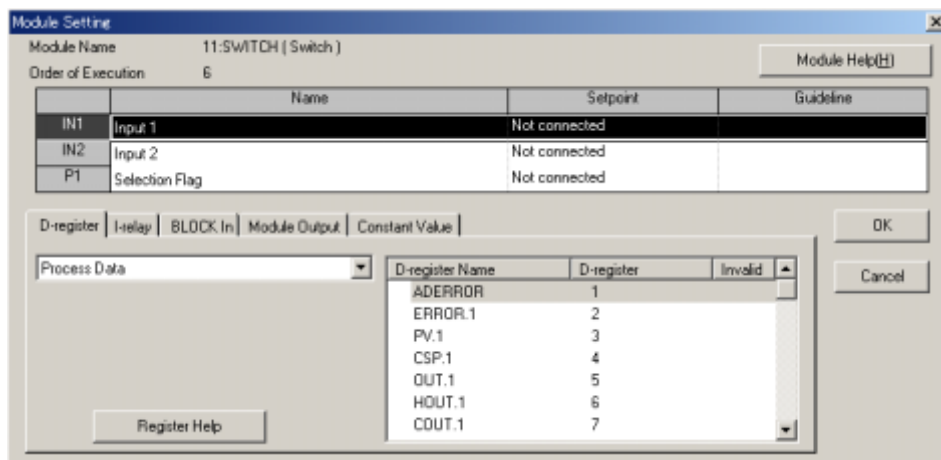 Module Setting
Module Name 11:SWITCH ( Switch )
Module Help(H)
Order of Execution 6
Name Setpoint Guideline
IN1 Input 1 Not connected
IN2 Input 2 Not connected
P1 Selection Flag Not connected
D-register I-relay BLOCK In Module Output Constant Value
OK
Process Data
D-register Name D-register Invalid
Cancel
ADERROR 1
ERROR.1 2
PV.1 3
CSP.1 4
OUT.1 5
HOUT.1 6
COUT.1 7
Register Help